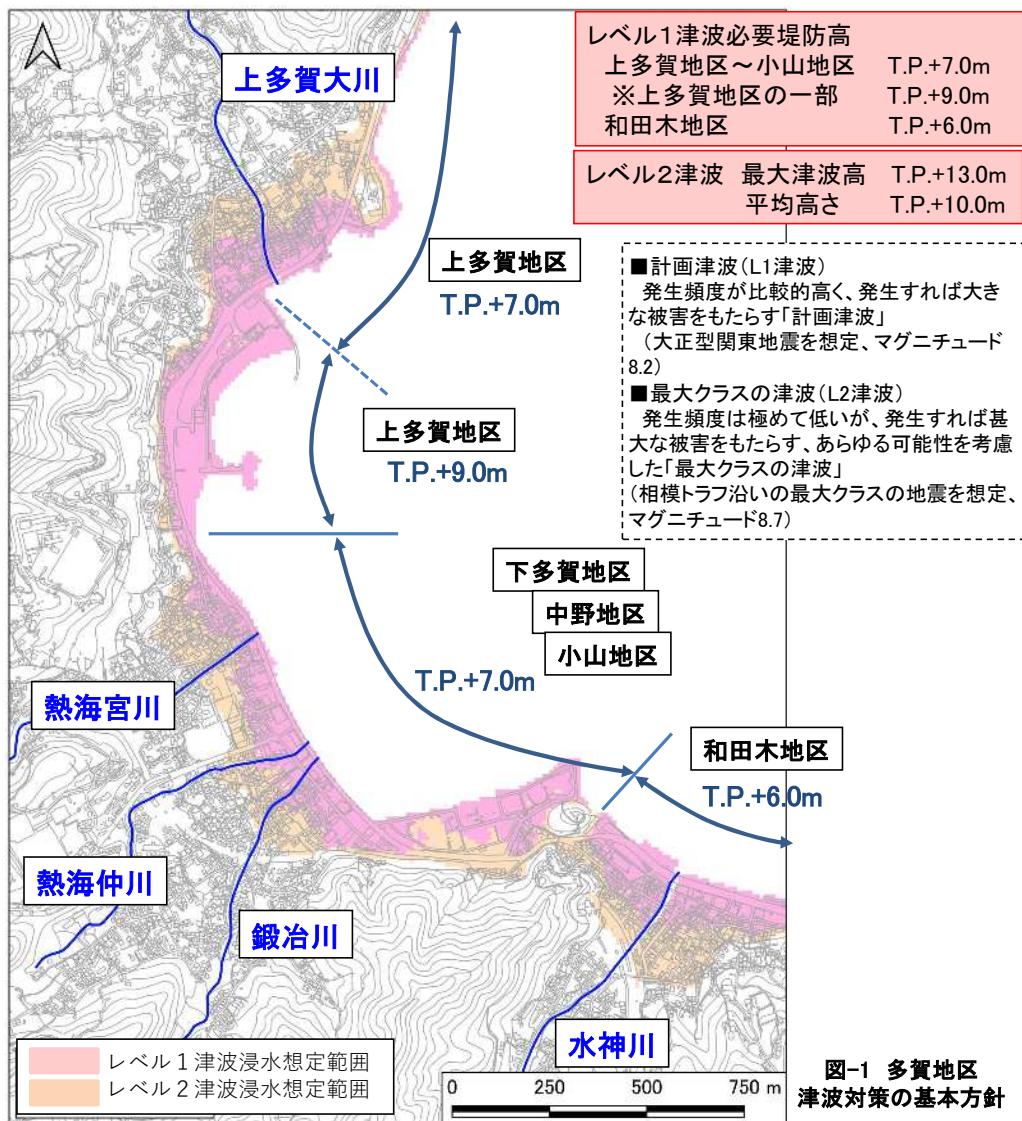 レベル1津波必要堤防高
上多賀地区～小山地区 T.P.+7.0m
※上多賀地区の一部 T.P.+9.0m
和田木地区 T.P.+6.0m
レベル2津波 最大津波高 T.P.+13.0m
平均高さ T.P.+10.0m
■計画津波(L1津波)
発生頻度が比較的高く、発生すれば大き
な被害をもたらす「計画津波」
(大正型関東地震を想定、マグニチュード
8.2)
■最大クラスの津波(L2津波)
発生頻度は極めて低いが、発生すれば甚
大な被害をもたらす、あらゆる可能性を考慮
した「最大クラスの津波」
(相模トラフ沿いの最大クラスの地震を想定、
マグニチュード8.7)
上多賀大川
上多賀地区
T.P.+7.0m
上多賀地区
T.P.+9.0m
下多賀地区
中野地区
小山地区
T.P.+7.0m
和田木地区
T.P.+6.0m
熱海宮川
熱海仲川
鍛冶川
水神川
レベル1津波浸水想定範囲
レベル2津波浸水想定範囲
0 250 500 750 m
図-1 多賀地区
津波対策の基本方針